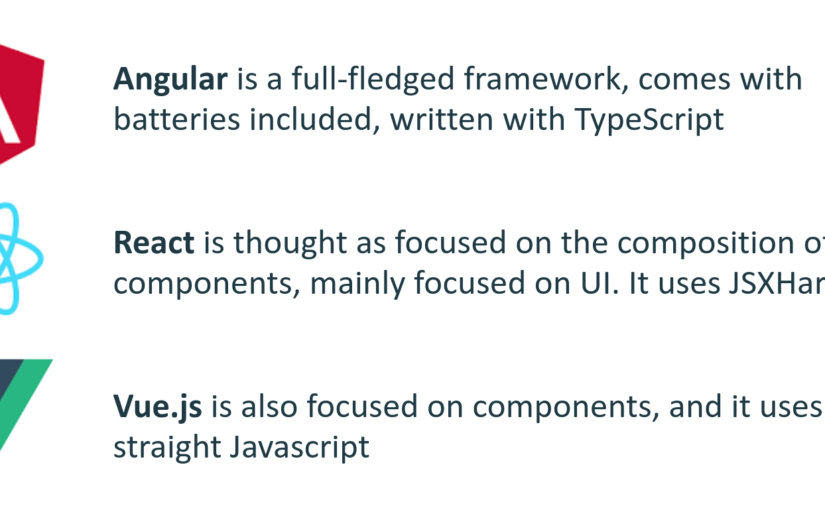 Angular is a full-fledged framework, comes with
batteries included, written with TypeScript
React is thought as focused on the composition of
components, mainly focused on UI. It uses JSXHar
Vue.js is also focused on components, and it uses
straight Javascript